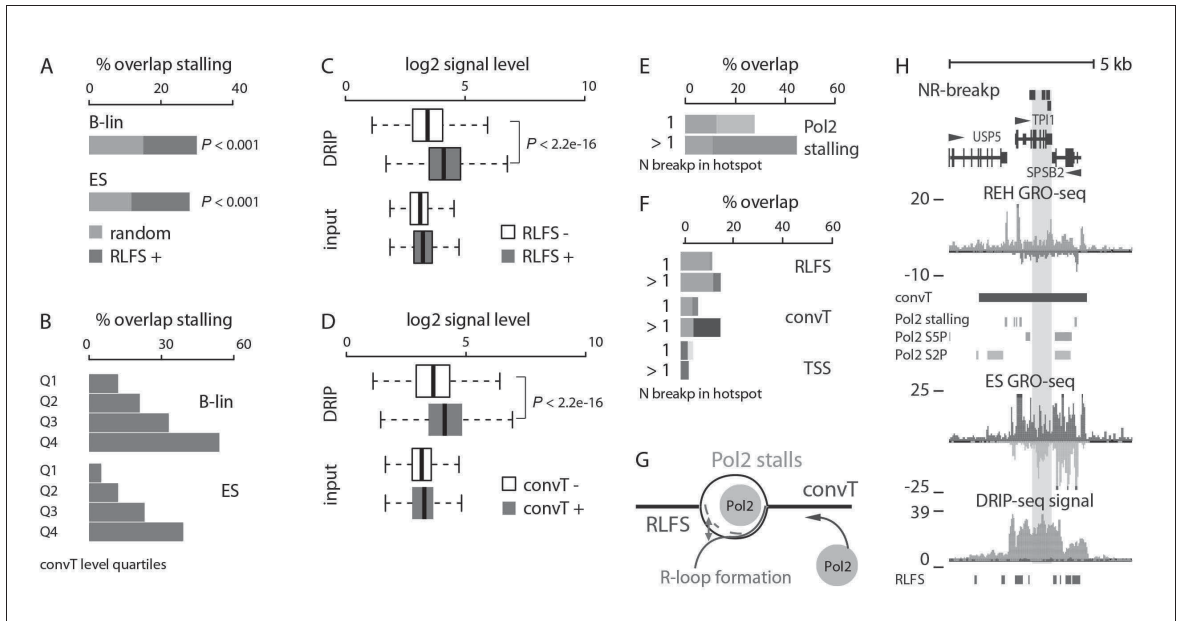 A
% overlap stalling
0 20 40
B-lin
P < 0.001
ES
P < 0.001
random
RLFS +
B
% overlap stalling
0 30 60
Q1
Q2
B-lin
Q3
Q4
Q1
Q2
ES
Q3
Q4
convT level quartiles
C
log2 signal level
0 5 10
DRIP
P < 2.2e-16
input
RLFS -
RLFS +
D
log2 signal level
0 5 10
DRIP
P < 2.2e-16
input
convT -
convT +
E
% overlap
0 20 40 60
1
Pol2
> 1
stalling
N breakp in hotspot
F
% overlap
0 20 40 60
1
RLFS
> 1
1
convT
> 1
1
TSS
> 1
N breakp in hotspot
G
Pol2 stalls
convT
Pol2
RLFS
R-loop formation
Pol2
H
5 kb
NR-breakp
TPI1
USP5
SPSB2
REH GRO-seq
20
-10
convT
Pol2 stalling
Pol2 S5P
Pol2 S2P
ES GRO-seq
25
-25
DRIP-seq signal
39
0
RLFS